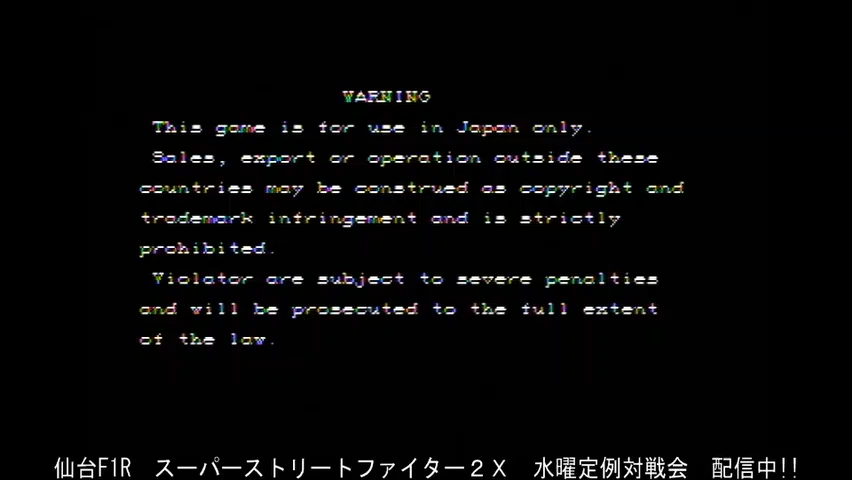 WARNING
This game is for use in Japan only.
Sales, export or operation outside these
countries may be construed as copyright and
trademark infringement and is strictly
prohibited.
Violator are subject to severe penalties
and will be prosecuted to the full extent
of the law.
仙台F1R　スーパーストリートファイター２Ｘ　水曜定例対戦会　配信中!!